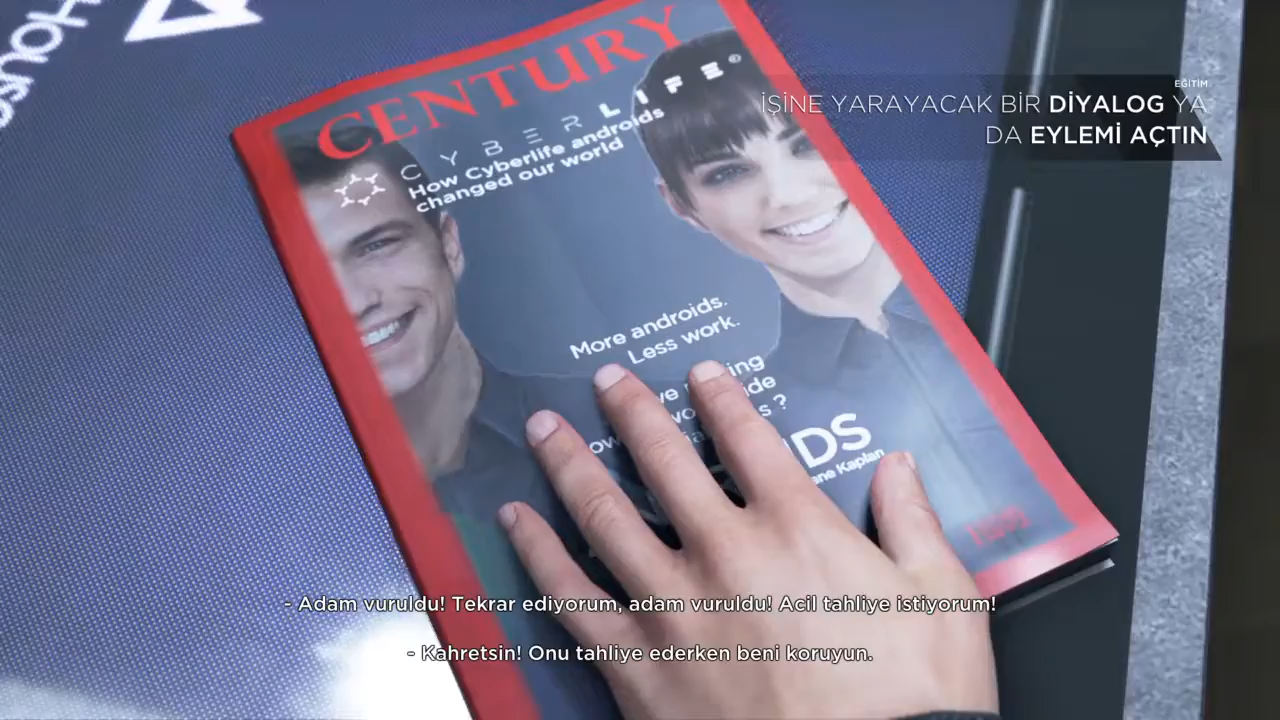 CENTURY
CYBERLIFE
How Cyberlife androids
changed our world
More androids.
Less work.
EĞİTİM
İŞİNE YARAYACAK BİR DİYALOG YA
DA EYLEMİ AÇTIN
- Adam vuruldu! Tekrar ediyorum, adam vuruldu! Acil tahliye istiyorum!
- Kahretsin! Onu tahliye ederken beni koruyun.